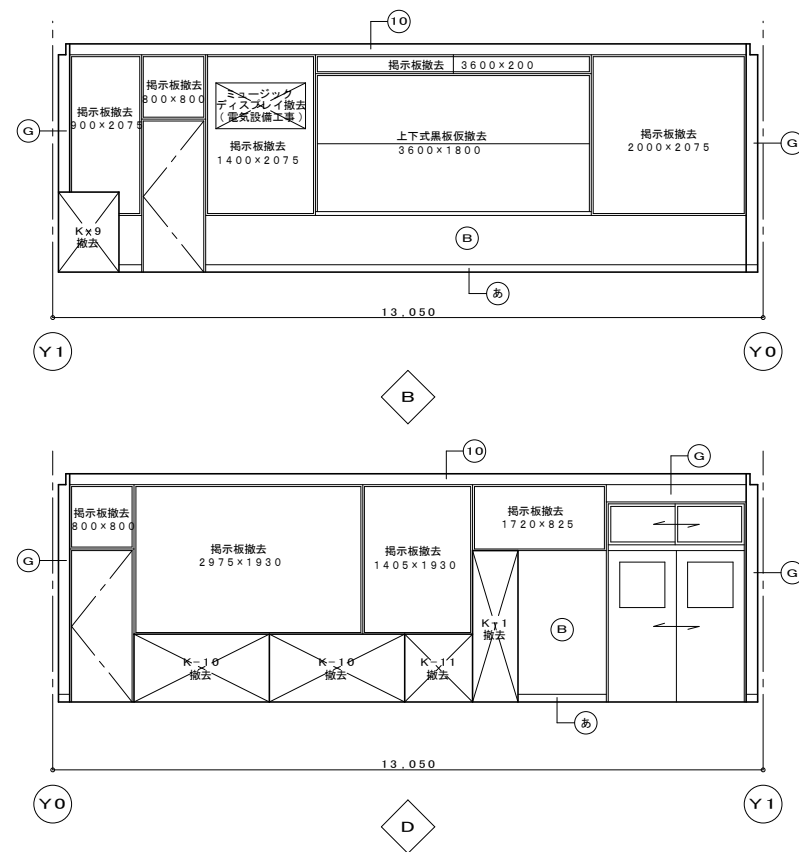 10
掲示板撤去 3600×200
掲示板撤去
800×800
ミュージック
ディスプレイ撤去
(電気設備工事)
掲示板撤去
900×2075
掲示板撤去
1400×2075
上下式黒板仮撤去
3600×1800
掲示板撤去
2000×2075
G
G
K-9
撤去
B
あ
13,050
Y1
Y0
B
10
G
掲示板撤去
800×800
掲示板撤去
2975×1930
掲示板撤去
1405×1930
掲示板撤去
1720×825
G
G
K-1
撤去
B
K-10
撤去
K-10
撤去
K-11
撤去
あ
13,050
Y0
Y1
D